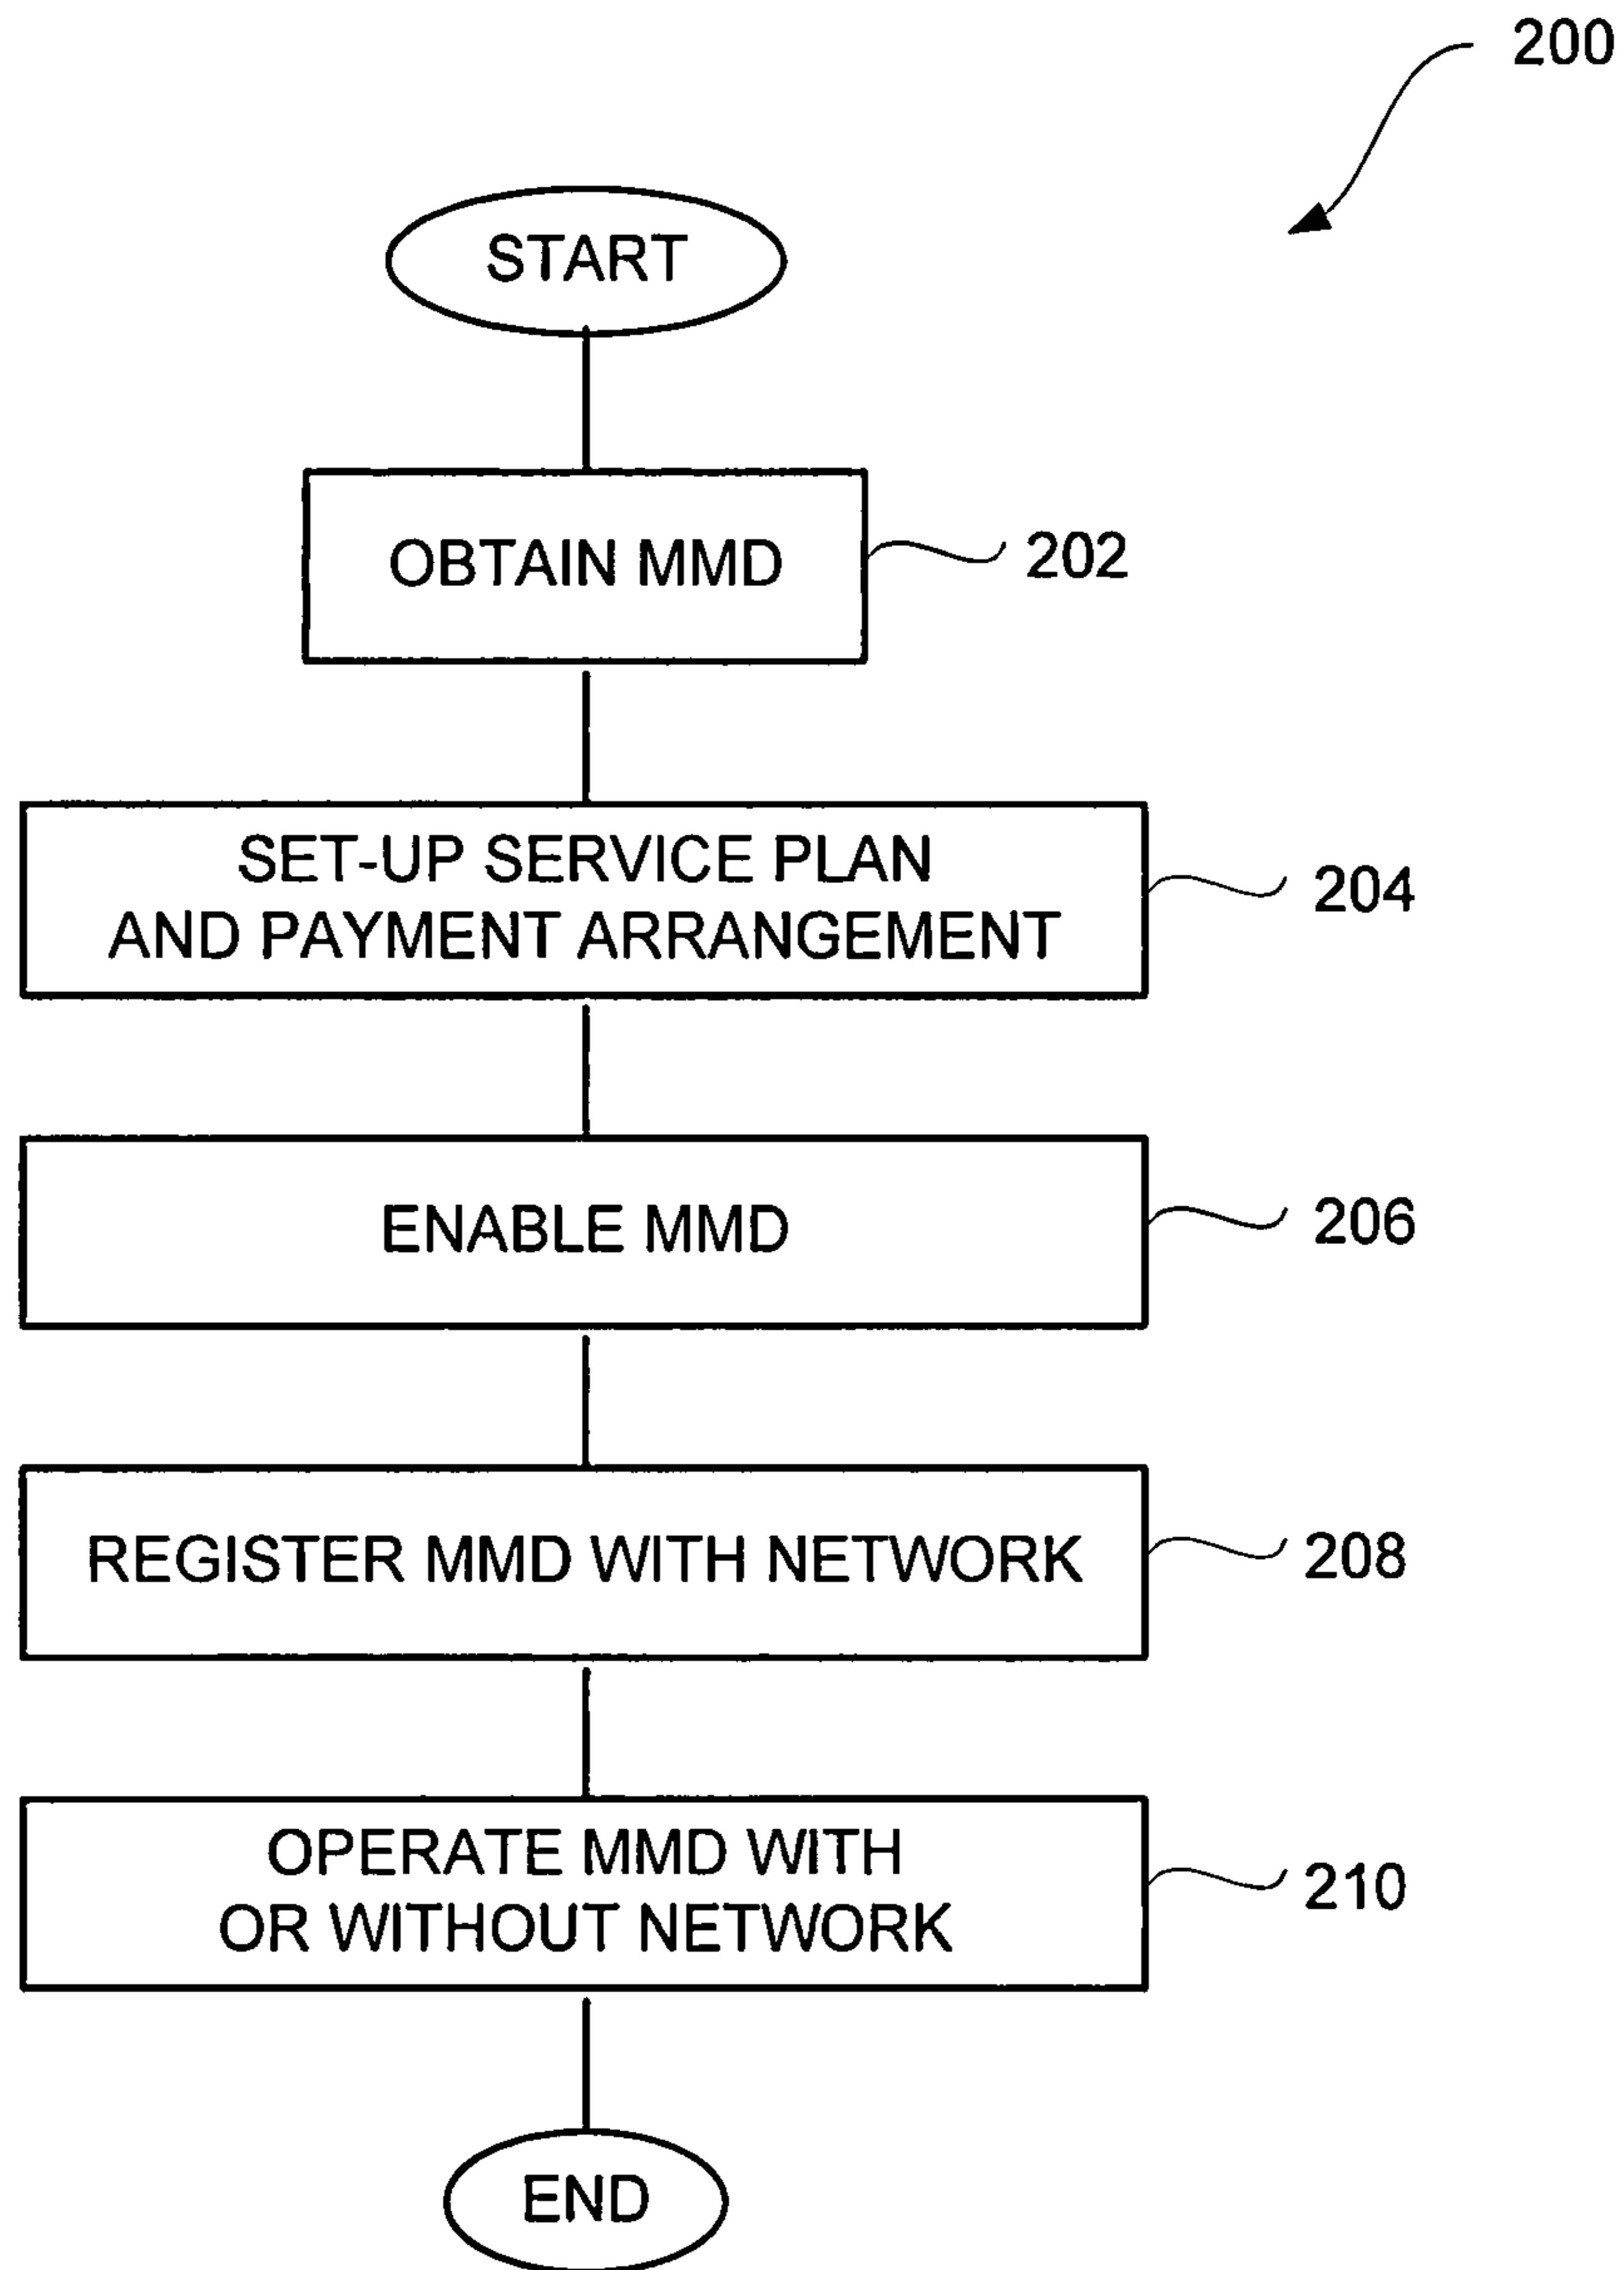 200
START
OBTAIN MMD
202
SET-UP SERVICE PLAN
AND PAYMENT ARRANGEMENT
204
ENABLE MMD
206
REGISTER MMD WITH NETWORK
208
OPERATE MMD WITH
OR WITHOUT NETWORK
210
END